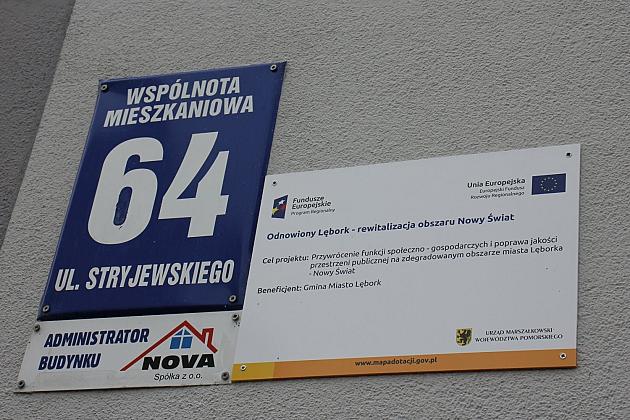 WSPÓLNOTA
MIESZKANIOWA
64
UL. STRYJEWSKIEGO
ADMINISTRATOR
BUDYNKU
NOVA
Spółka z o.o.
Fundusze
Europejskie
Program Regionalny
Unia Europejska
Europejski Fundusz
Rozwoju Regionalnego
Odnowiony Lębork - rewitalizacja obszaru Nowy Świat
Cel projektu: Przywrócenie funkcji społeczno - gospodarczych i poprawa jakości
przestrzeni publicznej na zdegradowanym obszarze miasta Lęborka
- Nowy Świat
Beneficjent: Gmina Miasto Lębork
URZĄD MARSZAŁKOWSKI
WOJEWÓDZTWA POMORSKIEGO
www.mapadotacji.gov.pl